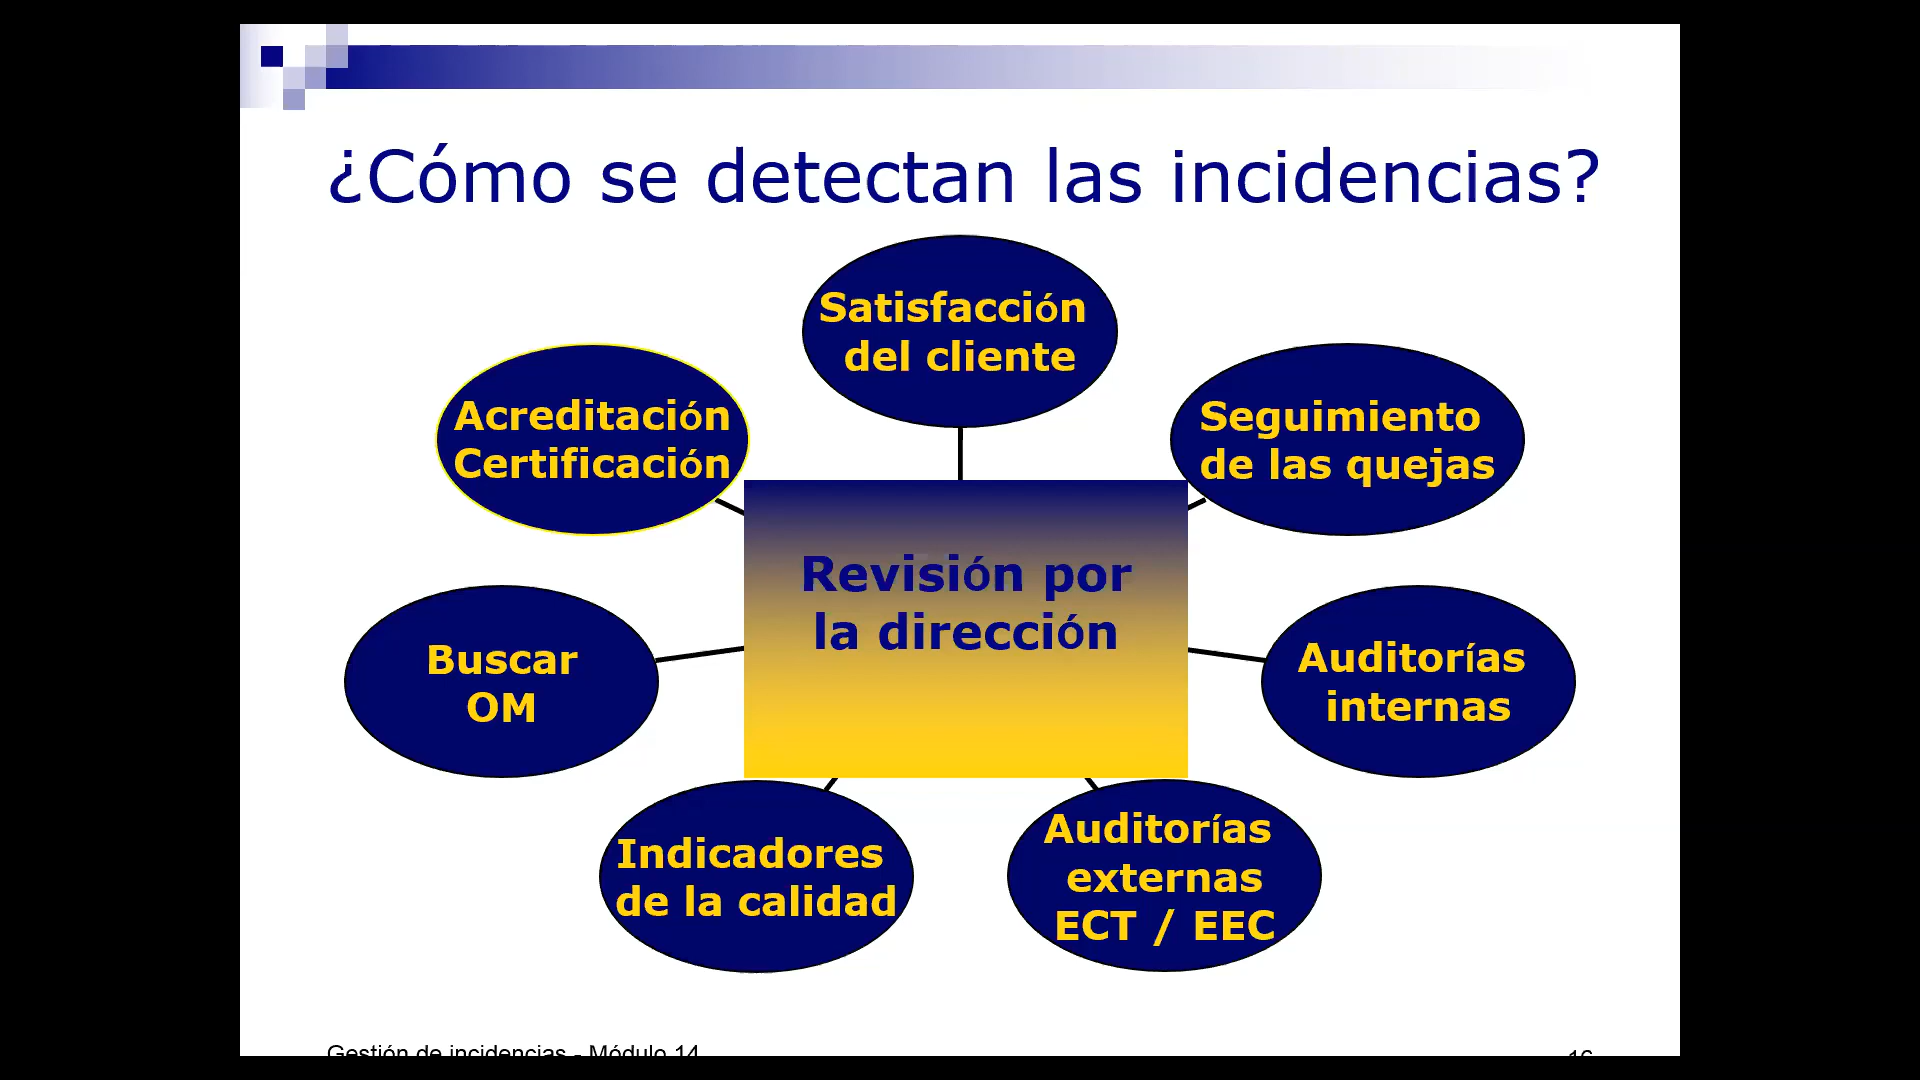 ¿Cómo se detectan las incidencias?
Satisfacción
del cliente
Acreditación
Certificación
Seguimiento
de las quejas
Revisión por
la dirección
Buscar
OM
Auditorías
internas
Indicadores
de la calidad
Auditorías
externas
ECT / EEC
Gestión de incidencias - Módulo 14
16